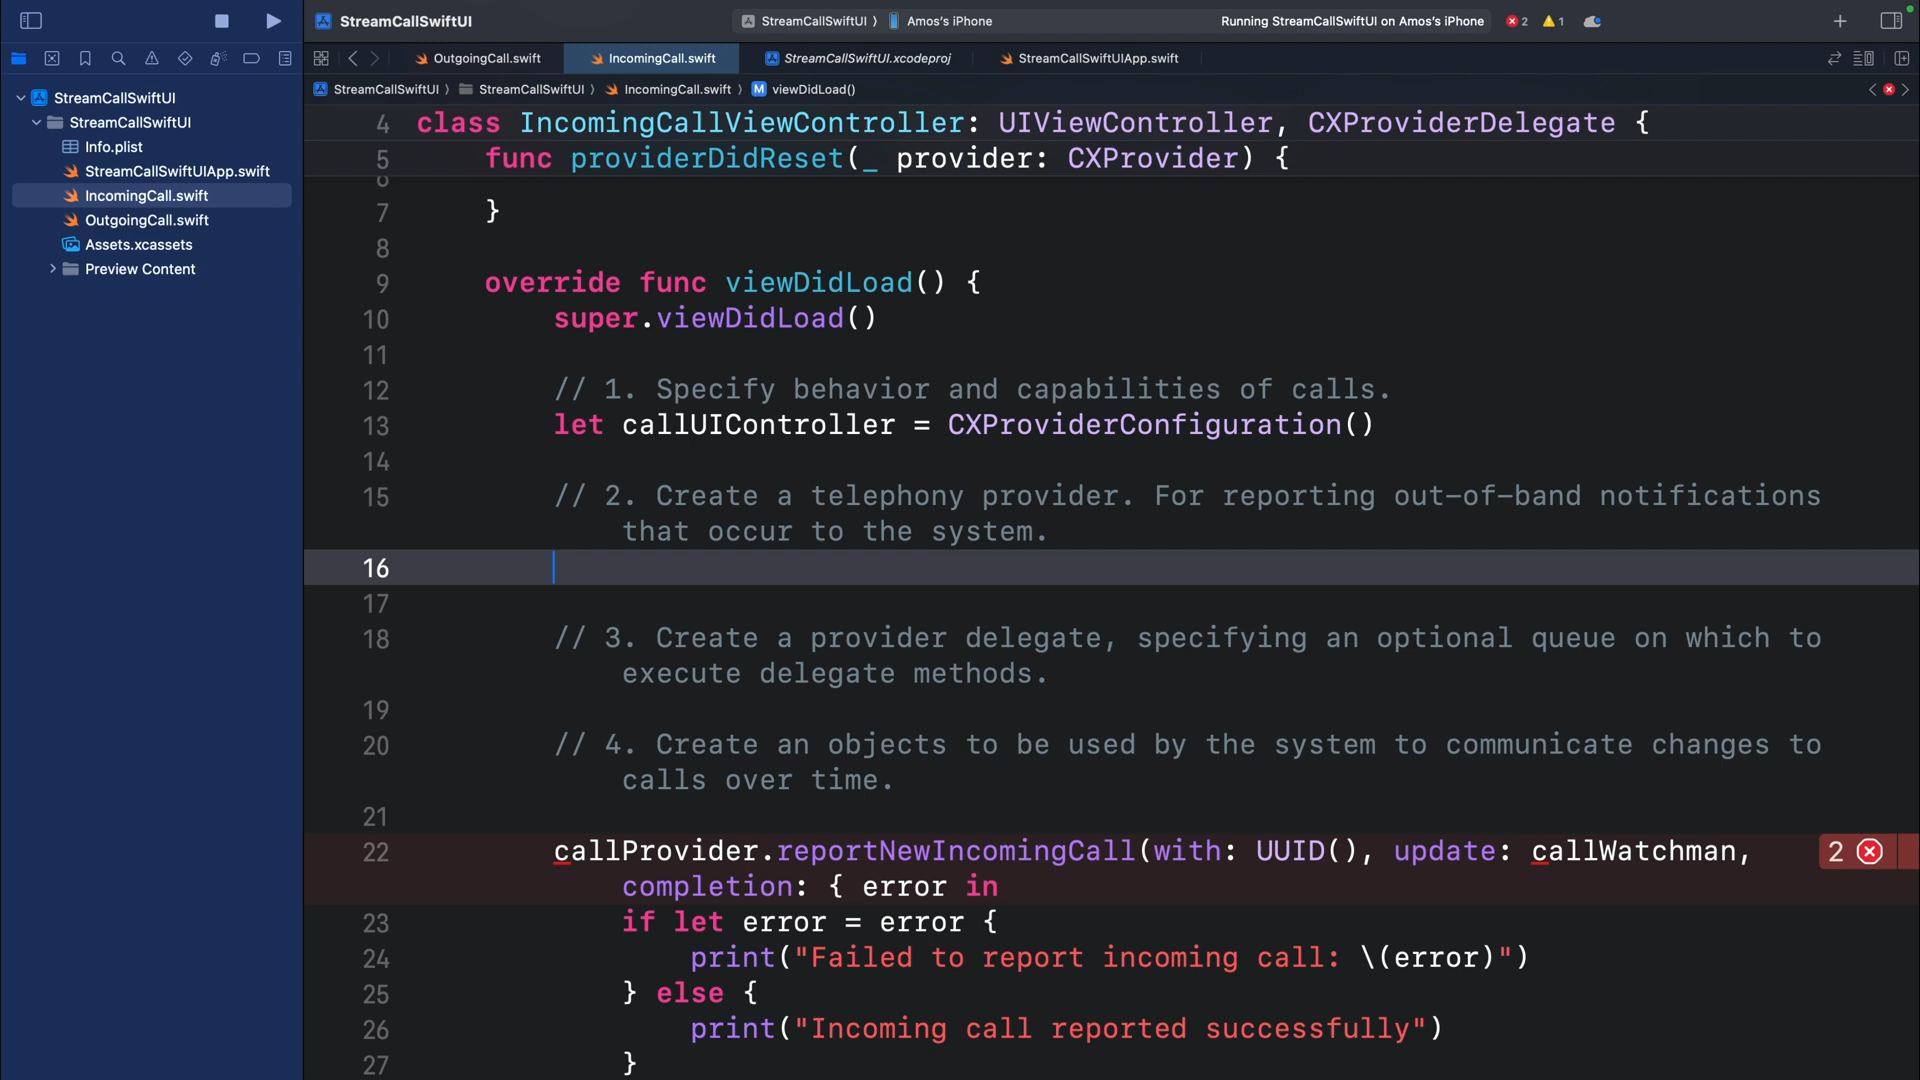 StreamCallSwiftUI
StreamCallSwiftUI ⟩ Amos's iPhone
Running StreamCallSwiftUI on Amos's iPhone
2
1
OutgoingCall.swift
IncomingCall.swift
StreamCallSwiftUI.xcodeproj
StreamCallSwiftUIApp.swift
StreamCallSwiftUI ⟩ StreamCallSwiftUI ⟩ IncomingCall.swift ⟩ M viewDidLoad()
StreamCallSwiftUI
StreamCallSwiftUI
Info.plist
StreamCallSwiftUIApp.swift
IncomingCall.swift
OutgoingCall.swift
Assets.xcassets
Preview Content
4 class IncomingCallViewController: UIViewController, CXProviderDelegate {
5 func providerDidReset(_ provider: CXProvider) {
6
7 }
8
9 override func viewDidLoad() {
10 super.viewDidLoad()
11
12 // 1. Specify behavior and capabilities of calls.
13 let callUIController = CXProviderConfiguration()
14
15 // 2. Create a telephony provider. For reporting out-of-band notifications
that occur to the system.
16
17
18 // 3. Create a provider delegate, specifying an optional queue on which to
execute delegate methods.
19
20 // 4. Create an objects to be used by the system to communicate changes to
calls over time.
21
22 callProvider.reportNewIncomingCall(with: UUID(), update: callWatchman, 2
completion: { error in
23 if let error = error {
24 print("Failed to report incoming call: \(error)")
25 } else {
26 print("Incoming call reported successfully")
27 }